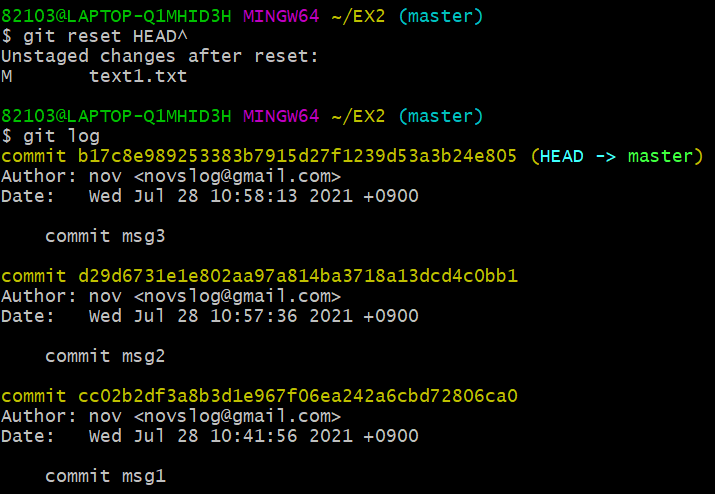 82103@LAPTOP-Q1MHID3H MINGW64 ~/EX2 (master)
$ git reset HEAD^
Unstaged changes after reset:
M       text1.txt

82103@LAPTOP-Q1MHID3H MINGW64 ~/EX2 (master)
$ git log
commit b17c8e989253383b7915d27f1239d53a3b24e805 (HEAD -> master)
Author: nov <novslog@gmail.com>
Date:   Wed Jul 28 10:58:13 2021 +0900

    commit msg3

commit d29d6731e1e802aa97a814ba3718a13dcd4c0bb1
Author: nov <novslog@gmail.com>
Date:   Wed Jul 28 10:57:36 2021 +0900

    commit msg2

commit cc02b2df3a8b3d1e967f06ea242a6cbd72806ca0
Author: nov <novslog@gmail.com>
Date:   Wed Jul 28 10:41:56 2021 +0900

    commit msg1